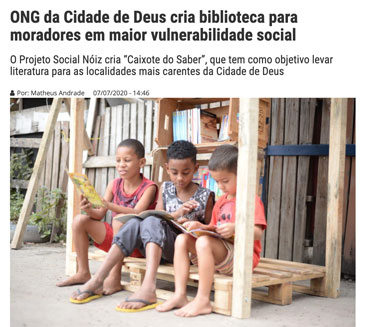 ONG da Cidade de Deus cria biblioteca para
moradores em maior vulnerabilidade social
O Projeto Social Nóiz cria "Caixote do Saber”, que tem como objetivo levar
literatura para as localidades mais carentes da Cidade de Deus
Por: Matheus Andrade 07/07/2020 - 14:46